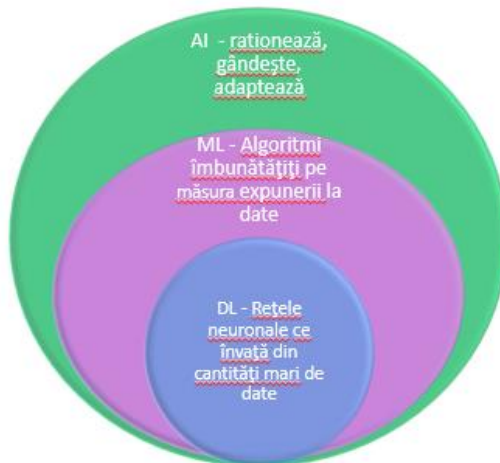 AI - rationează,
gândește,
adaptează
ML - Algoritmi
îmbunătățiți pe
măsura expunerii la
date
DL - Rețele
neuronale ce
învață din
cantități mari de
date